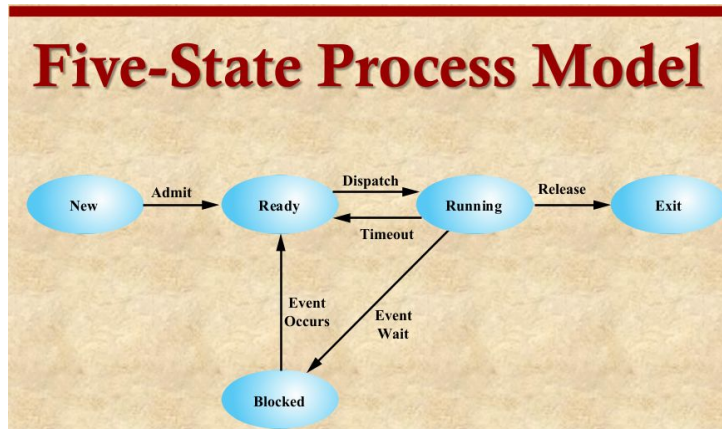 Five-State Process Model
Dispatch
Admit
Release
New
Ready
Running
Exit
Timeout
Event
Occurs
Event
Wait
Blocked